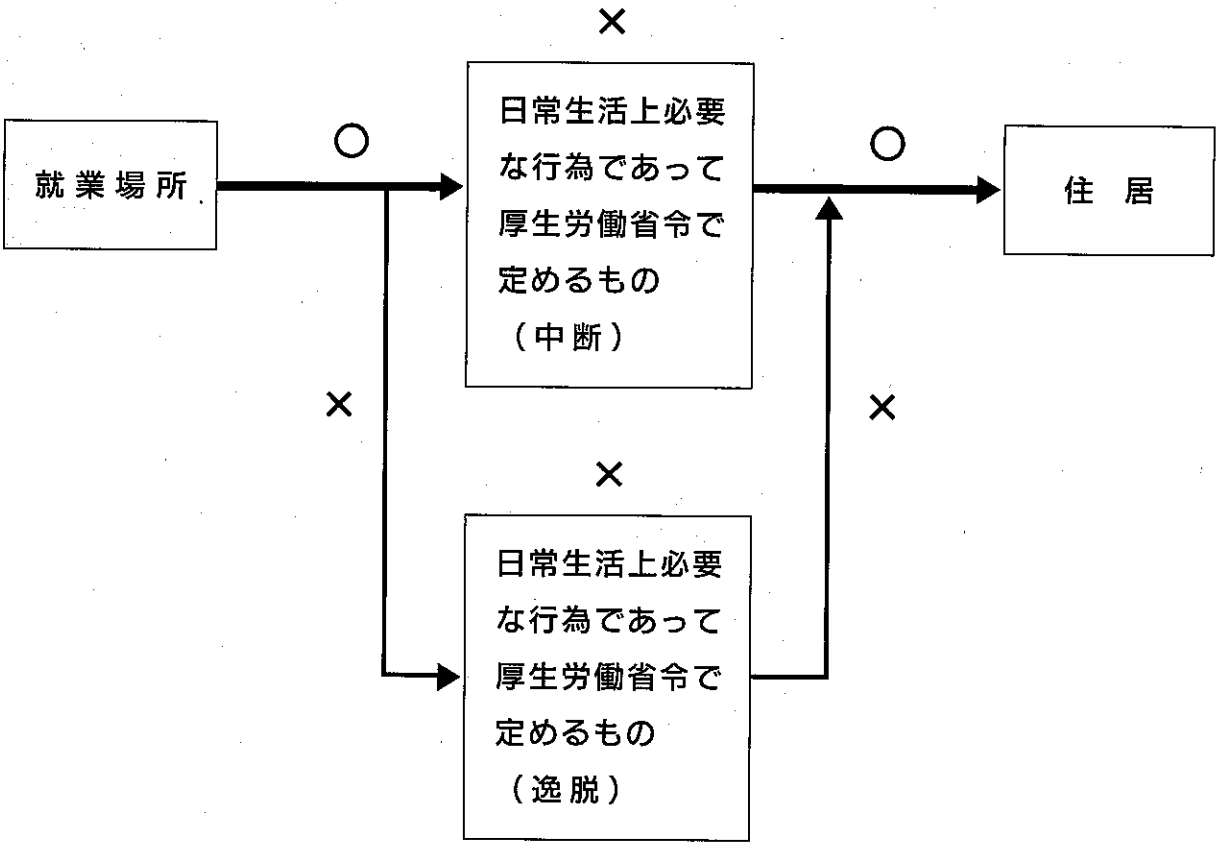 ×
日常生活上必要
な行為であって
厚生労働省令で
定めるもの
（中断）
就業場所
○
○
住居
×
×
×
日常生活上必要
な行為であって
厚生労働省令で
定めるもの
（逸脱）